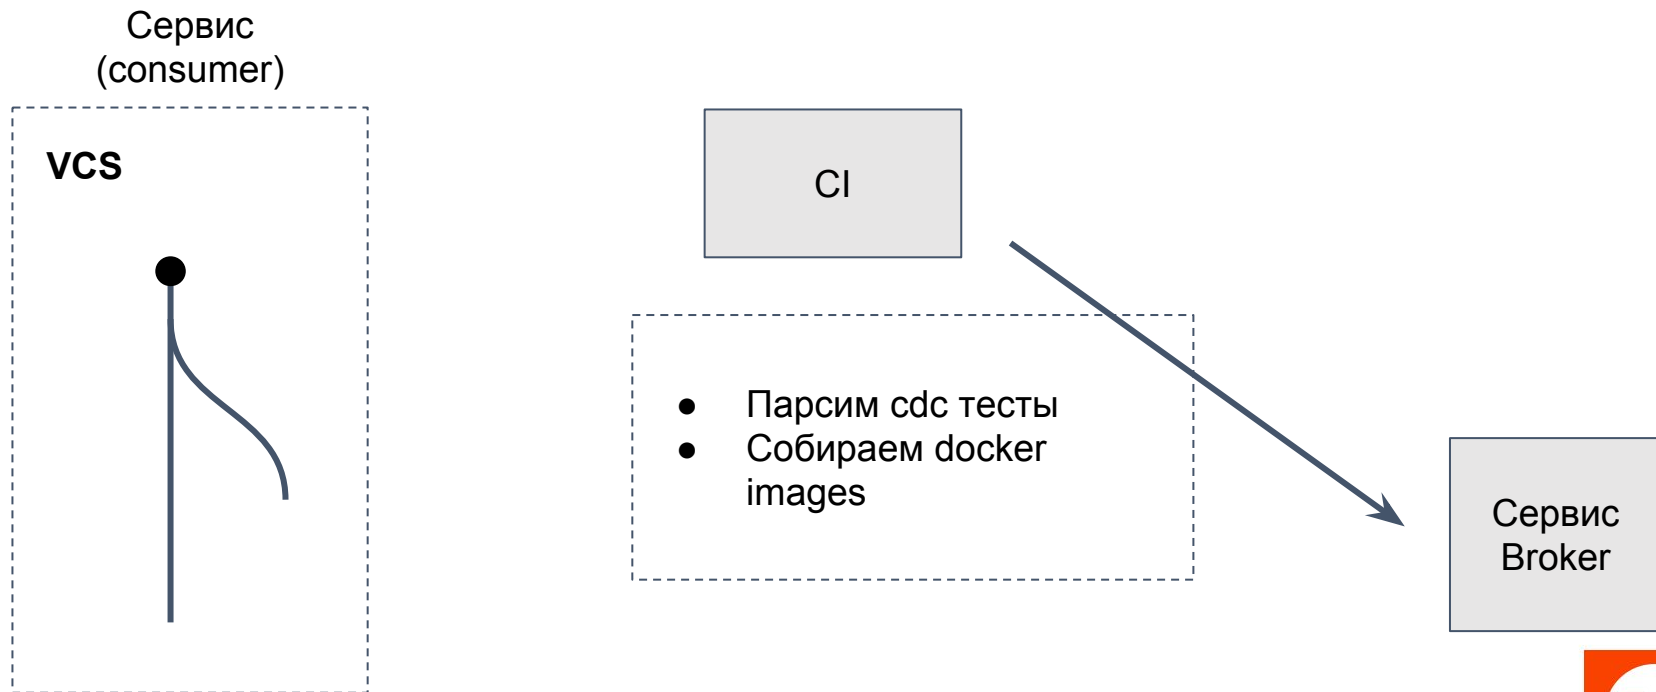 Сервис
(consumer)
VCS
CI
● Парсим cdc тесты
● Собираем docker
images
Сервис
Broker